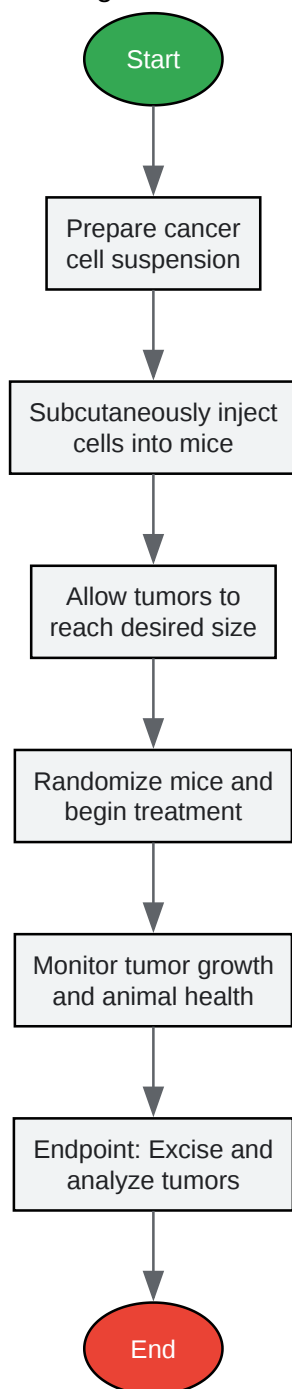 Start
Prepare cancer
cell suspension
Subcutaneously inject
cells into mice
Allow tumors to
reach desired size
Randomize mice and
begin treatment
Monitor tumor growth
and animal health
Endpoint: Excise and
analyze tumors
End